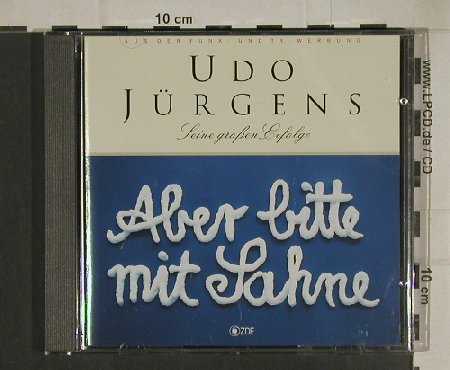 10 cm
AUS DER FUNK- UND TV-WERBUNG
UDO
JÜRGENS
Seine großen Erfolge
Aber bitte
mit Sahne
ZDF
www.LPCD.de / CD
10 cm